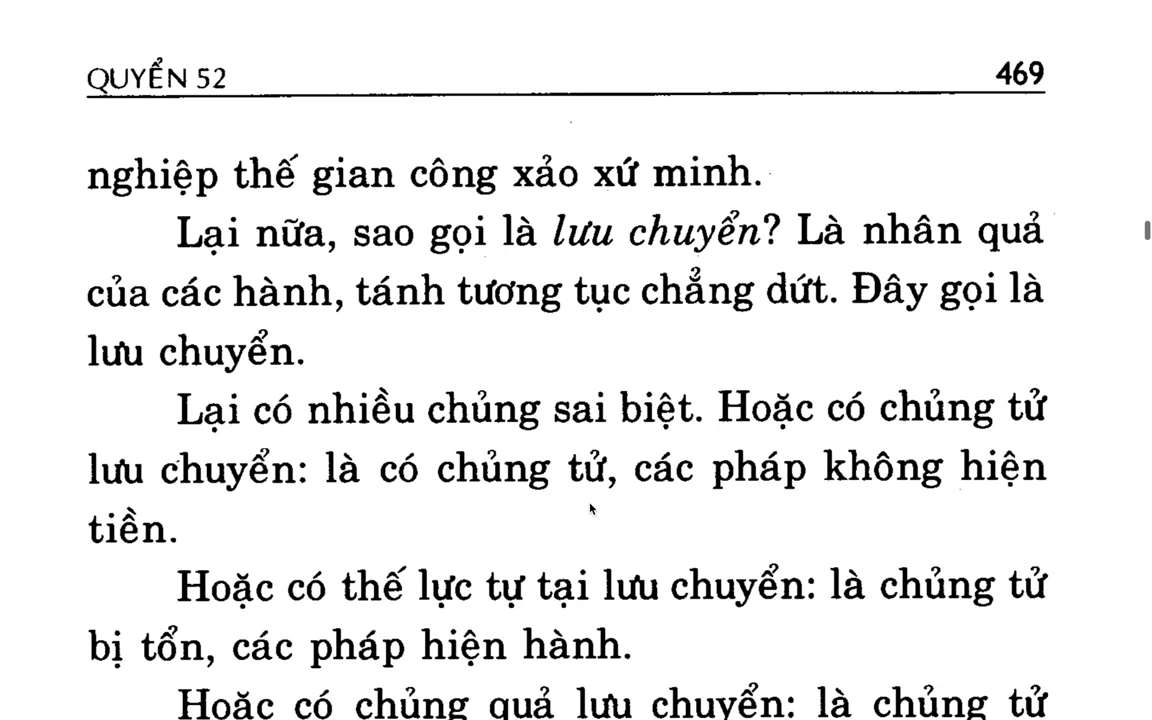 QUYỂN 52 469
nghiệp thế gian công xảo xứ minh.
Lại nữa, sao gọi là lưu chuyển? Là nhân quả
của các hành, tánh tương tục chẳng dứt. Đây gọi là
lưu chuyển.
Lại có nhiều chủng sai biệt. Hoặc có chủng tử
lưu chuyển: là có chủng tử, các pháp không hiện
tiền.
Hoặc có thế lực tự tại lưu chuyển: là chủng tử
bị tổn, các pháp hiện hành.
Hoặc có chủng quả lưu chuyển: là chủng tử